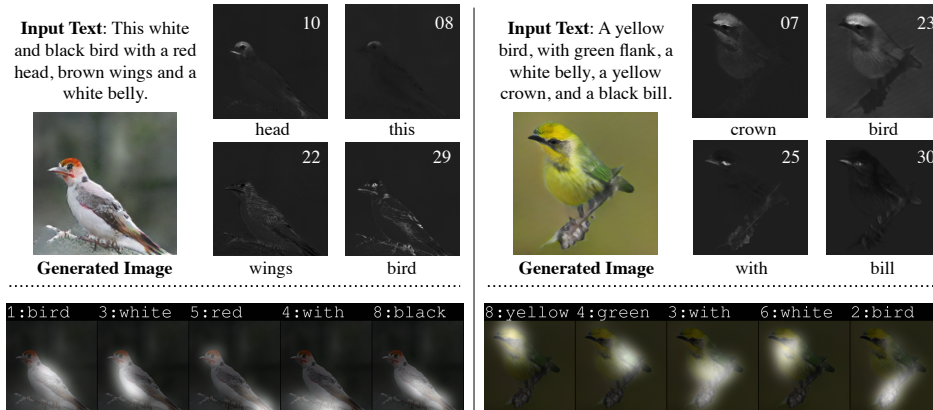 Input Text: This white
and black bird with a red
head, brown wings and a
white belly.
10
08
head
this
22
29
Generated Image
wings
bird
1:bird 3:white 5:red 4:with 8:black
Input Text: A yellow
bird, with green flank, a
white belly, a yellow
crown, and a black bill.
07
23
crown
bird
25
30
Generated Image
with
bill
8:yellow 4:green 3:with 6:white 2:bird